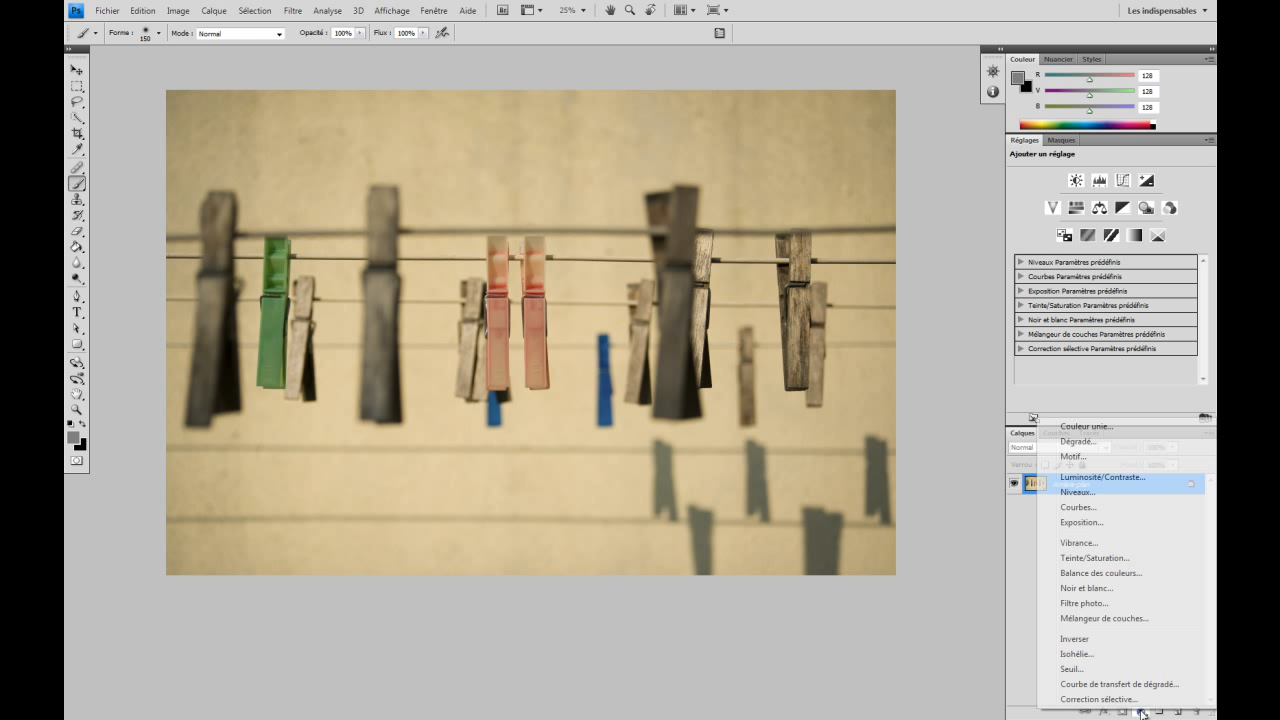 Ps Fichier Edition Image Calque Sélection Filtre Analyse 3D Affichage Fenêtre Aide Br 25% Les indispensables
Forme : 150 Mode : Normal Opacité : 100% Flux : 100%
Couleur Nuancier Styles
R 128
V 128
B 128
Réglages Masques
Ajouter un réglage
Niveaux Paramètres prédéfinis
Courbes Paramètres prédéfinis
Exposition Paramètres prédéfinis
Teinte/Saturation Paramètres prédéfinis
Noir et blanc Paramètres prédéfinis
Mélangeur de couches Paramètres prédéfinis
Correction sélective Paramètres prédéfinis
Calques
Normal 100%
Verrou : 100%
Couleur unie...
Dégradé...
Motif...
Luminosité/Contraste...
Niveaux...
Courbes...
Exposition...
Vibrance...
Teinte/Saturation...
Balance des couleurs...
Noir et blanc...
Filtre photo...
Mélangeur de couches...
Inverser
Isohélie...
Seuil...
Courbe de transfert de dégradé...
Correction sélective...